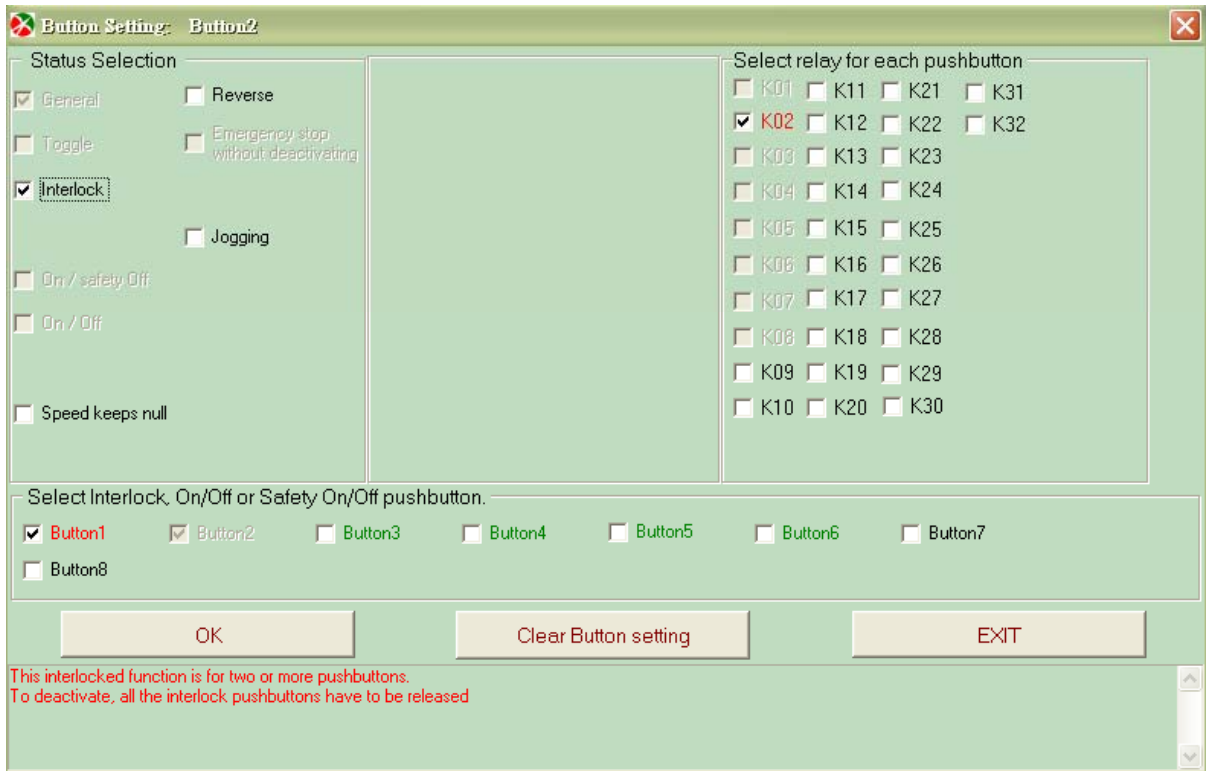 Button Setting: Button2
Status Selection
General
Reverse
Toggle
Emergency stop
without deactivating
Interlock
Jogging
On / safety Off
On / Off
Speed keeps null
Select relay for each pushbutton
K01 K11 K21 K31
K02 K12 K22 K32
K03 K13 K23
K04 K14 K24
K05 K15 K25
K06 K16 K26
K07 K17 K27
K08 K18 K28
K09 K19 K29
K10 K20 K30
Select Interlock, On/Off or Safety On/Off pushbutton.
Button1 Button2 Button3 Button4 Button5 Button6 Button7
Button8
OK Clear Button setting EXIT
This interlocked function is for two or more pushbuttons.
To deactivate, all the interlock pushbuttons have to be released